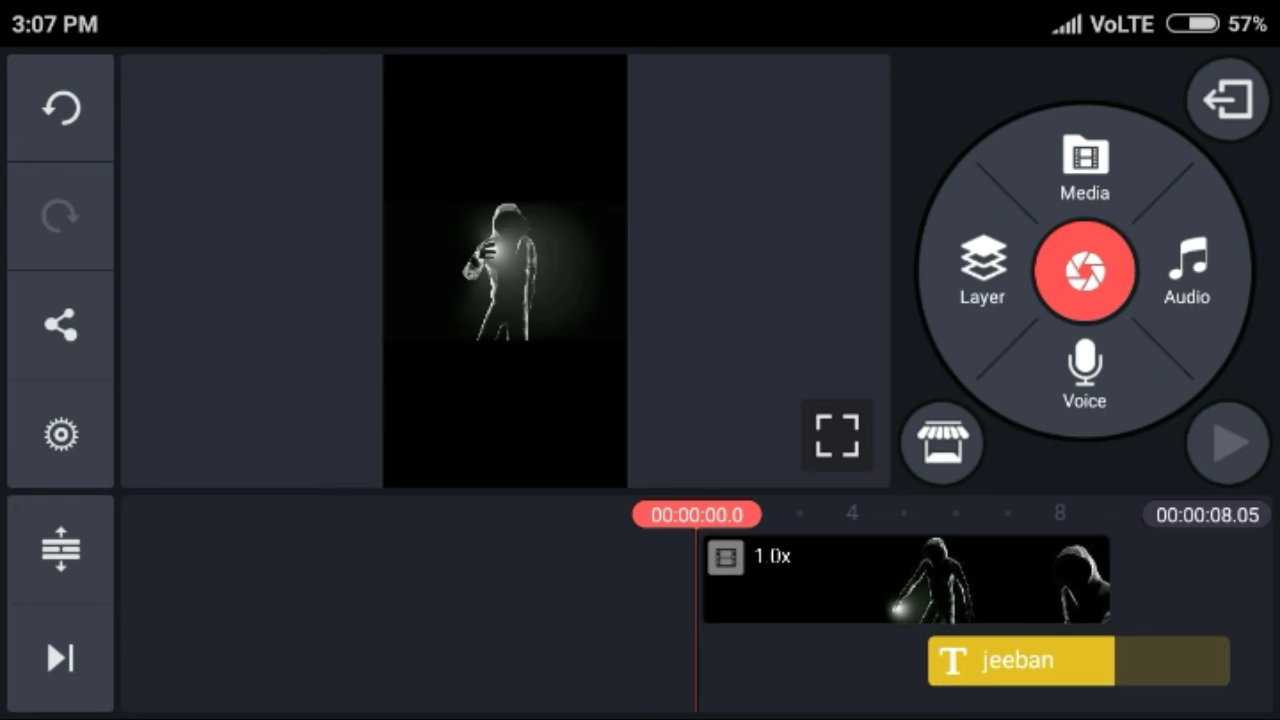 3:07 PM
VoLTE 57%
Media
Layer
Audio
Voice
00:00:00.0
4
8
00:00:08.05
1.0x
T jeeban